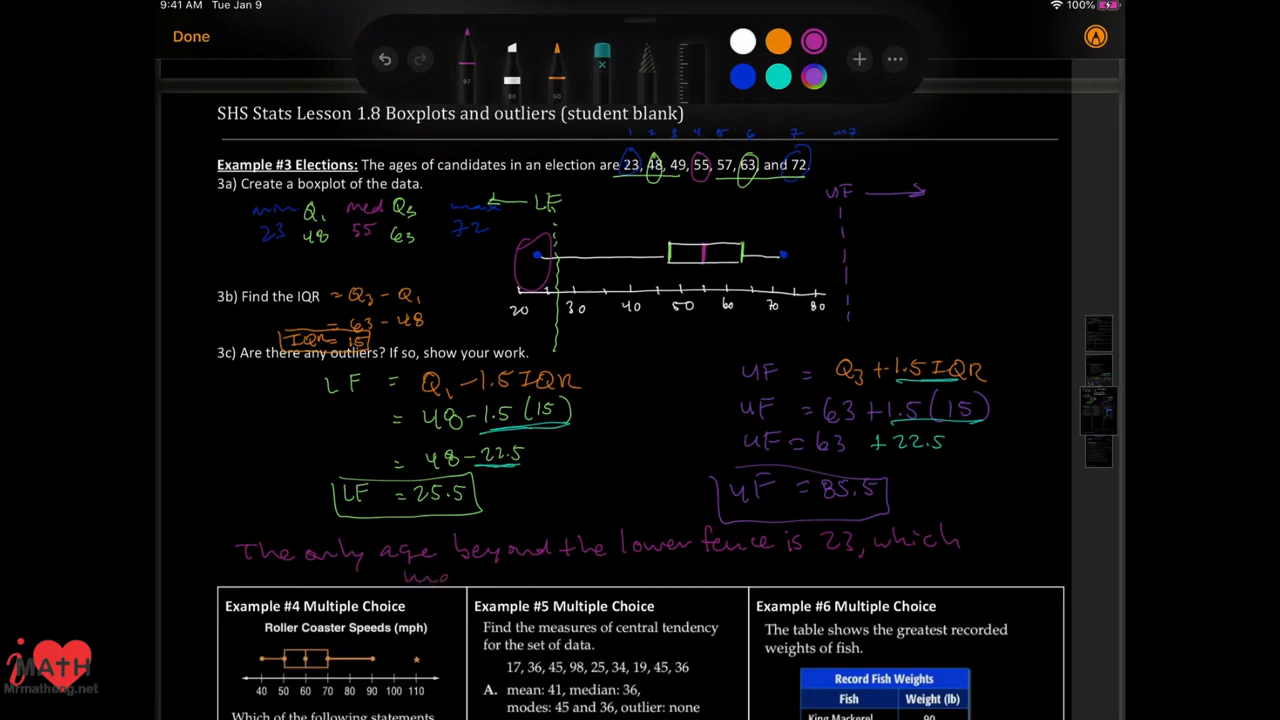 9:41 AM Tue Jan 9
100%
Done
97
80
60
SHS Stats Lesson 1.8 Boxplots and outliers (student blank)
1 2 3 4 5 6 7 n=7
Example #3 Elections: The ages of candidates in an election are 23, 48, 49, 55, 57, 63, and 72.
3a) Create a boxplot of the data.
min Q1 med Q3 max
23 48 55 63 72
LF
UF
20 30 40 50 60 70 80
3b) Find the IQR = Q3 - Q1
= 63 - 48
IQR = 15
3c) Are there any outliers? If so, show your work.
LF = Q1 - 1.5 IQR
= 48 - 1.5 (15)
= 48 - 22.5
LF = 25.5
UF = Q3 + 1.5 IQR
UF = 63 + 1.5 (15)
UF = 63 + 22.5
UF = 85.5
The only age beyond the lower fence is 23, which
Example #4 Multiple Choice
Roller Coaster Speeds (mph)
40 50 60 70 80 90 100 110
Which of the following statements
Example #5 Multiple Choice
Find the measures of central tendency
for the set of data.
17, 36, 45, 98, 25, 34, 19, 45, 36
A. mean: 41, median: 36,
modes: 45 and 36, outlier: none
Example #6 Multiple Choice
The table shows the greatest recorded
weights of fish.
Record Fish Weights
Fish Weight (lb)
King Mackerel 90
i MATH
Mrmatheng.net